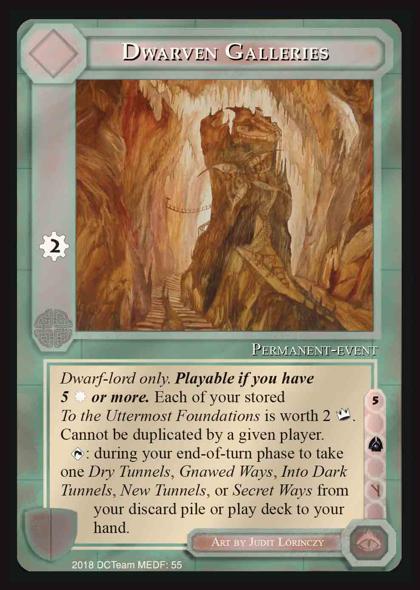 Dwarven Galleries
2
Permanent-event
Dwarf-lord only. Playable if you have
5 or more. Each of your stored
To the Uttermost Foundations is worth 2 .
Cannot be duplicated by a given player.
: during your end-of-turn phase to take
one Dry Tunnels, Gnawed Ways, Into Dark
Tunnels, New Tunnels, or Secret Ways from
your discard pile or play deck to your
hand.
5
Art by Judit Lőrinczy
2018 DCTeam MEDF: 55